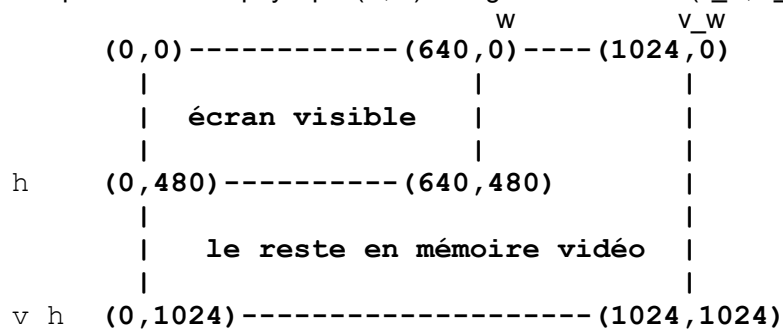 w v_w
(0,0)------------(640,0)----(1024,0)
| | |
| écran visible | |
| | |
h (0,480)----------(640,480) |
| |
| le reste en mémoire vidéo |
| |
v h (0,1024)--------------------(1024,1024)